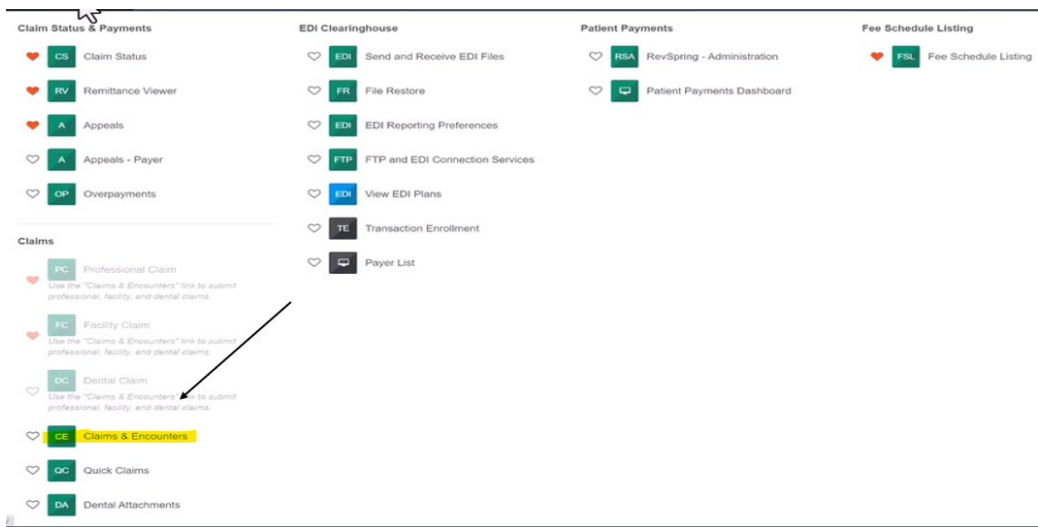 Claim Status & Payments
CS Claim Status
RV Remittance Viewer
A Appeals
A Appeals - Payer
OP Overpayments
Claims
PC Professional Claim
Use the "Claims & Encounters" link to submit
professional, facility, and dental claims.
FC Facility Claim
Use the "Claims & Encounters" link to submit
professional, facility, and dental claims.
DC Dental Claim
Use the "Claims & Encounters" link to submit
professional, facility, and dental claims.
CE Claims & Encounters
QC Quick Claims
DA Dental Attachments
EDI Clearinghouse
EDI Send and Receive EDI Files
FR File Restore
EDI EDI Reporting Preferences
FTP FTP and EDI Connection Services
EDI View EDI Plans
TE Transaction Enrollment
Payer List
Patient Payments
RSA RevSpring - Administration
Patient Payments Dashboard
Fee Schedule Listing
FSL Fee Schedule Listing